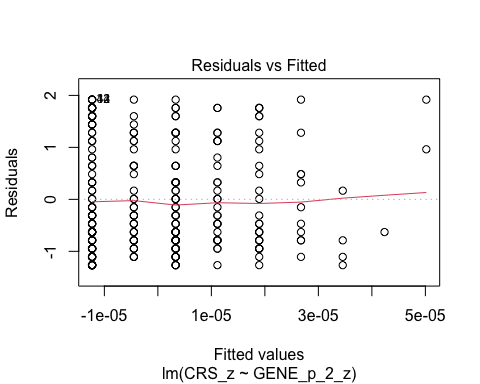 Residuals vs Fitted
2
1
0
-1
Residuals
-1e-05
1e-05
3e-05
5e-05
Fitted values
lm(CRS_z ~ GENE_p_2_z)